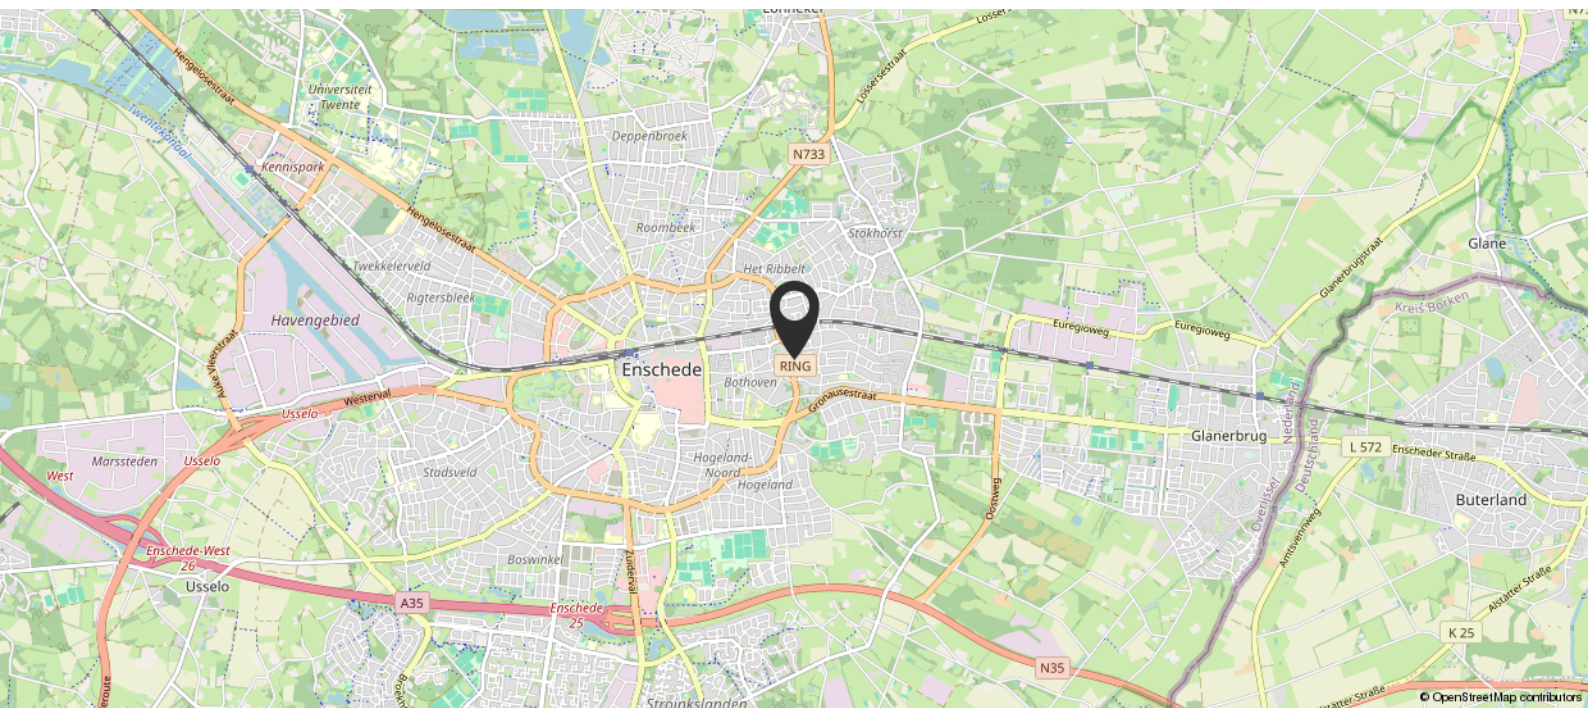 Lonneker
Lossersestraat
Hengelosestraat
Universiteit
Twente
Lossersestraat
Twentekanaal
Deppenbroek
N733
Kennispark
Hengelosestraat
Roombeek
Stokhorst
Glane
Twekkelerveld
Het Ribbelt
Glanerbrugstraat
Rigtersbleek
Kreis Borken
Havengebied
Euregioweg
Euregioweg
Auke Vleerstraat
Enschede
RING
Bothoven
Westerval
Gronausestraat
Usselo
Nederland
Deutschland
Glanerbrug
L 572
Enscheder Straße
Marssteden
Usselo
West
Stadsveld
Hogeland-
Noord
Hogeland
Oostweg
Overijssel
Buterland
Amtsvennweg
Enschede-West
26
Boswinkel
Zuiderval
Usselo
A35
Enschede
25
Alstätter Straße
K 25
N35
Stroinkslanden
© OpenStreetMap contributors